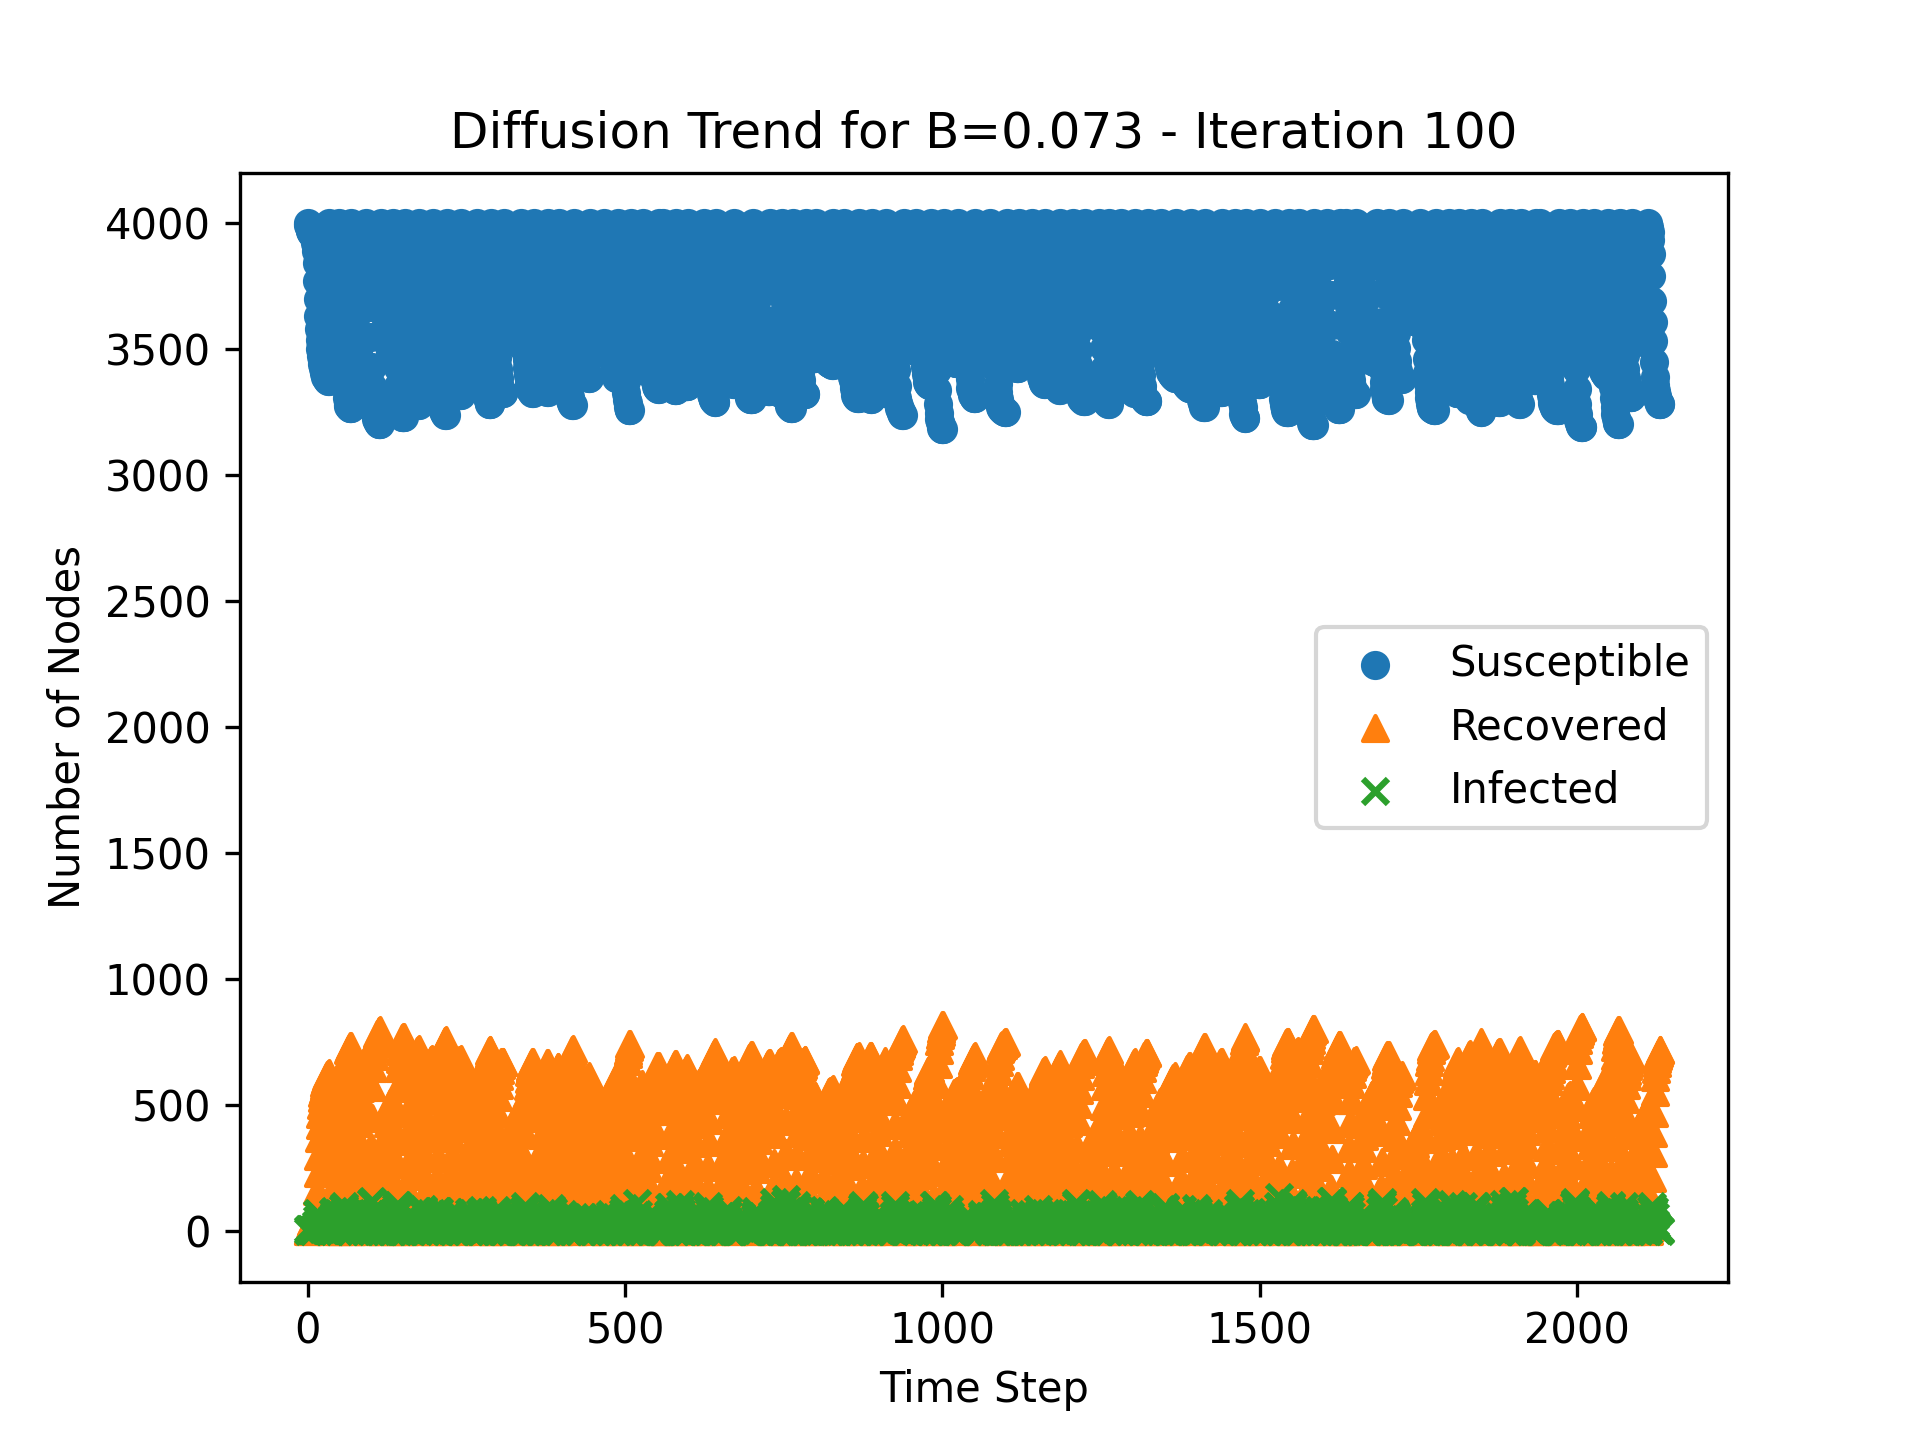 Diffusion Trend for B=0.073 - Iteration 100
Number of Nodes
4000
3500
3000
2500
2000
1500
1000
500
0
Susceptible
Recovered
Infected
0 500 1000 1500 2000
Time Step